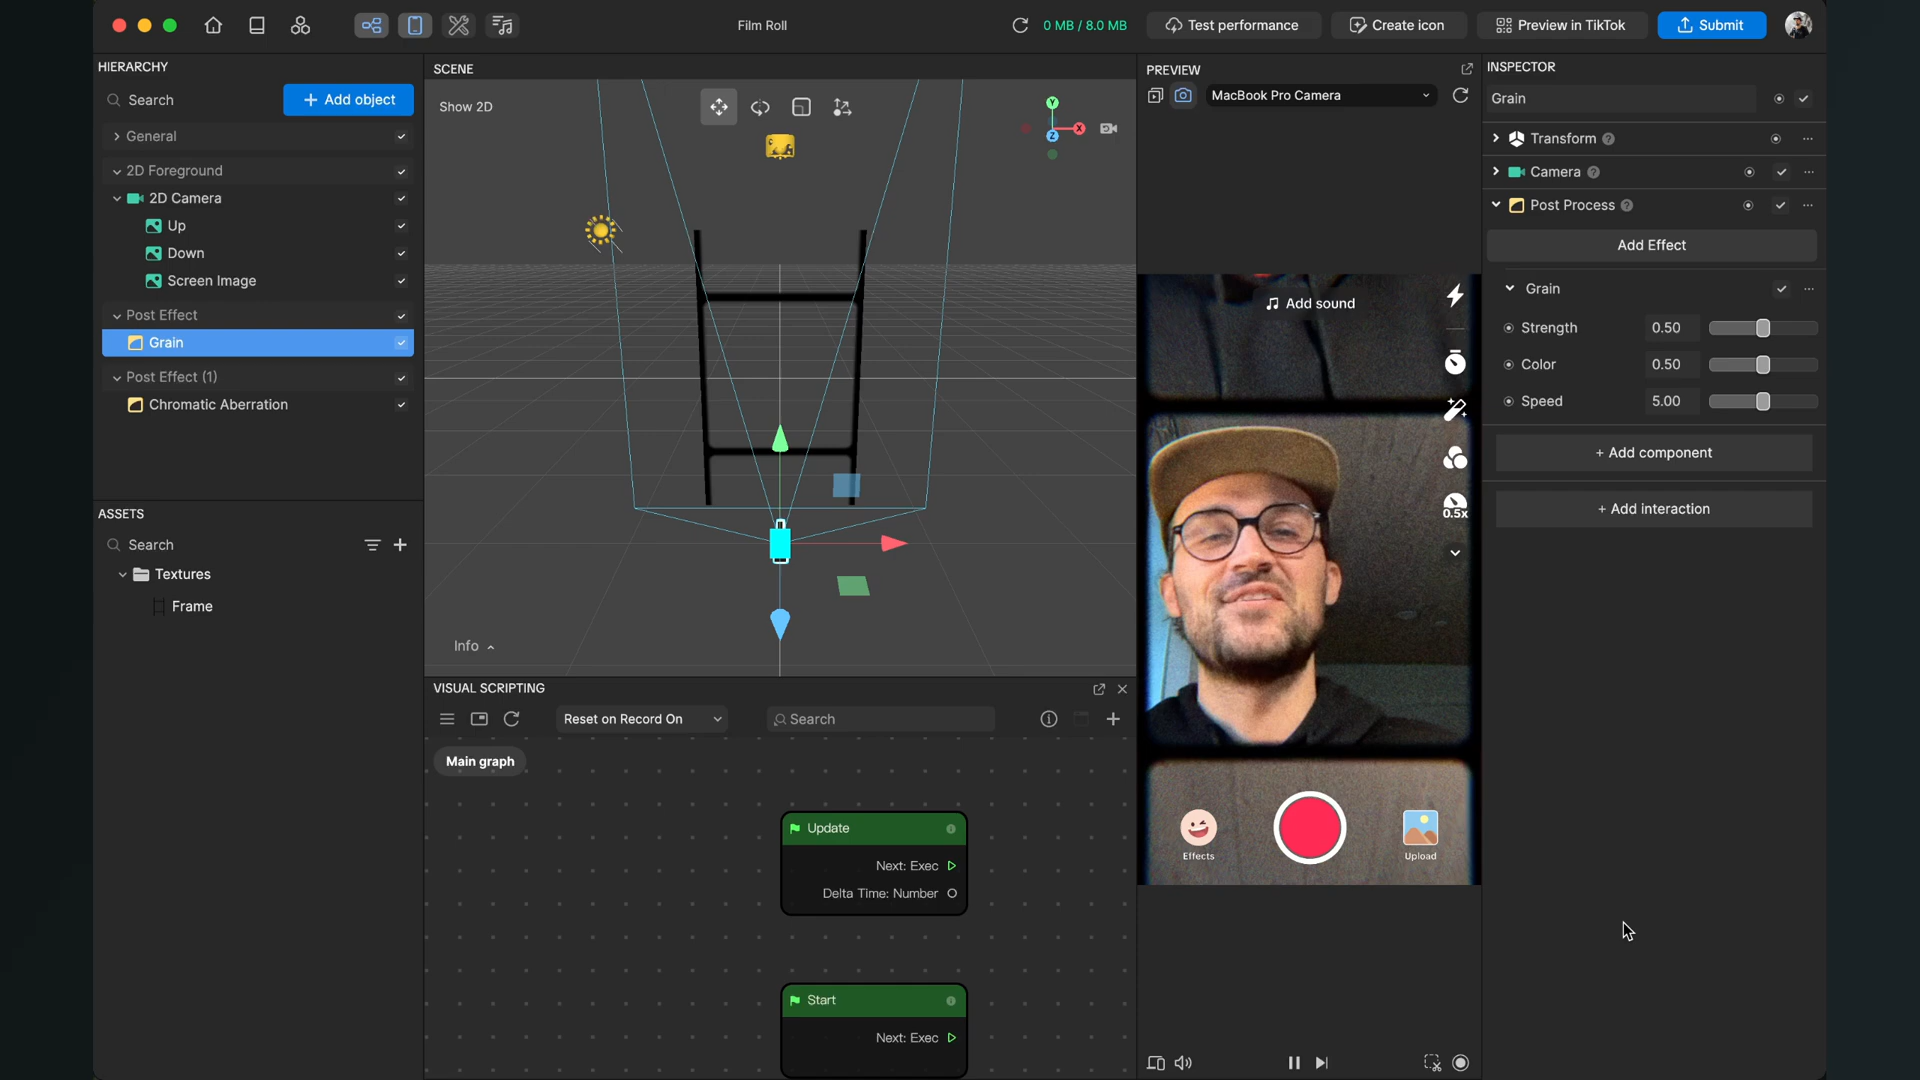 Film Roll
0 MB / 8.0 MB
Test performance
Create icon
Preview in TikTok
Submit
HIERARCHY
Search
Add object
General
2D Foreground
2D Camera
Up
Down
Screen Image
Post Effect
Grain
Post Effect (1)
Chromatic Aberration
ASSETS
Search
Textures
Frame
SCENE
Show 2D
Y
X
Z
Info
VISUAL SCRIPTING
Reset on Record On
Search
Main graph
Update
Next: Exec
Delta Time: Number
Start
Next: Exec
PREVIEW
MacBook Pro Camera
Add sound
0.5x
Effects
Upload
INSPECTOR
Grain
Transform
Camera
Post Process
Add Effect
Grain
Strength 0.50
Color 0.50
Speed 5.00
+ Add component
+ Add interaction